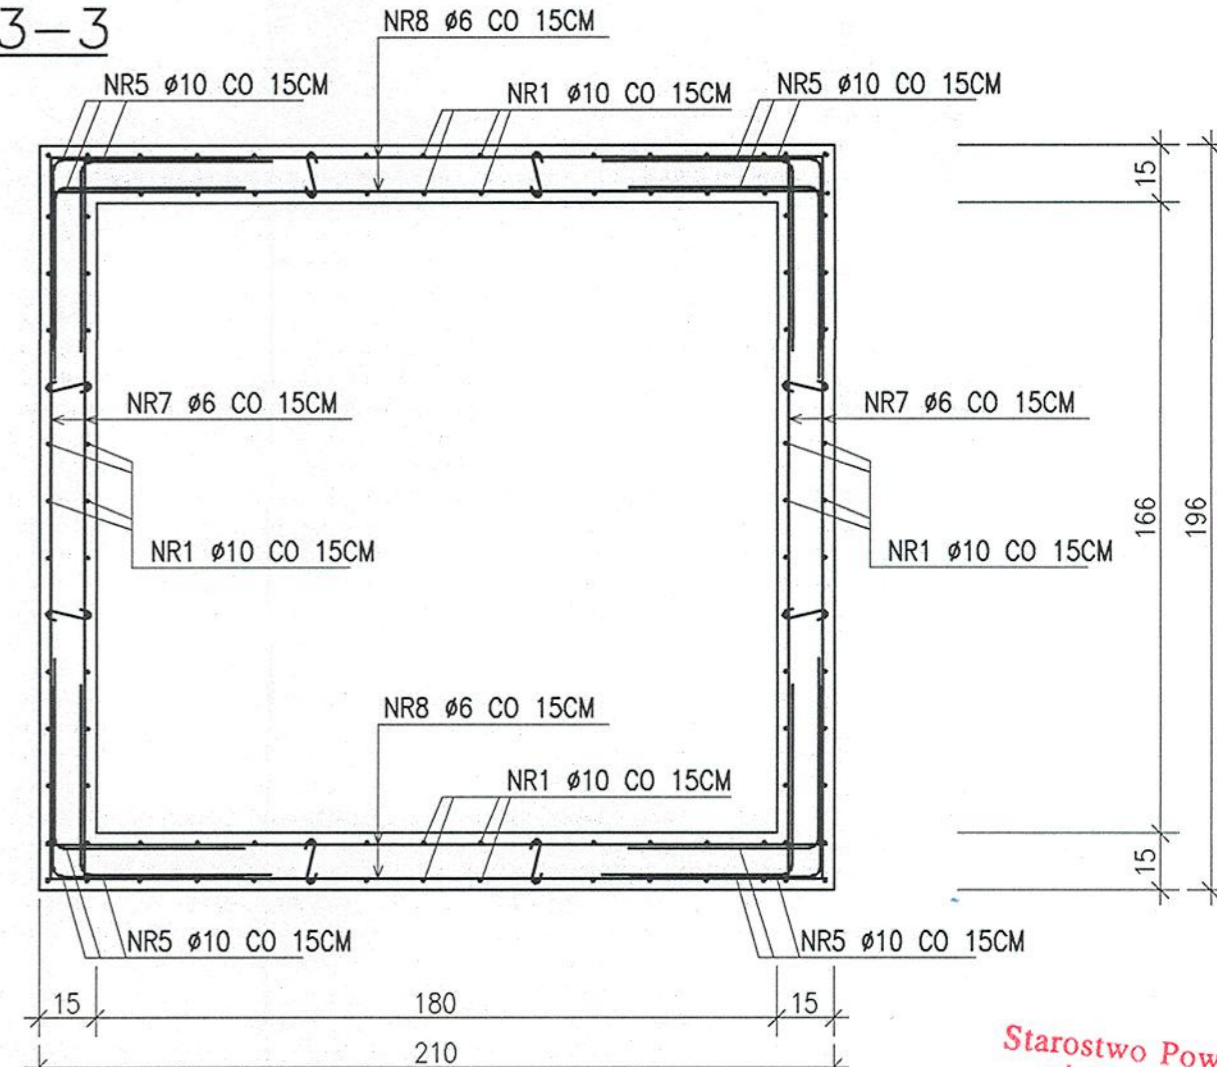 3-3
NR8 ø6 CO 15CM
NR5 ø10 CO 15CM
NR1 ø10 CO 15CM
NR5 ø10 CO 15CM
15
NR7 ø6 CO 15CM
NR7 ø6 CO 15CM
166
196
NR1 ø10 CO 15CM
NR1 ø10 CO 15CM
NR8 ø6 CO 15CM
NR1 ø10 CO 15CM
15
NR5 ø10 CO 15CM
NR5 ø10 CO 15CM
15
180
15
210
Starostwo Pow